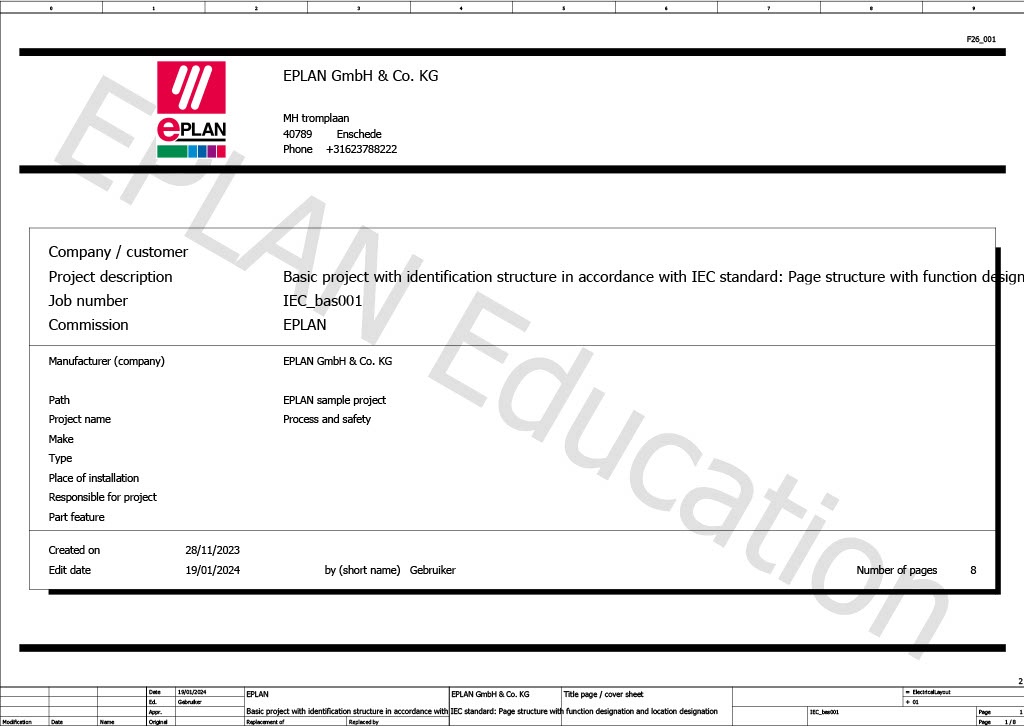 0 1 2 3 4 5 6 7 8 9
F26_001
EPLAN GmbH & Co. KG
ePLAN
MH tromplaan
40789 Enschede
Phone +31623788222
EPLAN Education
Company / customer
Project description Basic project with identification structure in accordance with IEC standard: Page structure with function design
Job number IEC_bas001
Commission EPLAN
Manufacturer (company) EPLAN GmbH & Co. KG
Path EPLAN sample project
Project name Process and safety
Make
Type
Place of installation
Responsible for project
Part feature
Created on 28/11/2023
Edit date 19/01/2024 by (short name) Gebruiker Number of pages 8
2
Date 19/01/2024 EPLAN EPLAN GmbH & Co. KG Title page / cover sheet = ElectricalLayout
Ed. Gebruiker + 01
Appr. Basic project with identification structure in accordance with IEC standard: Page structure with function designation and location designation IEC_bas001 Page 1
Modification Date Name Original Replacement of Replaced by Page 1 / 8